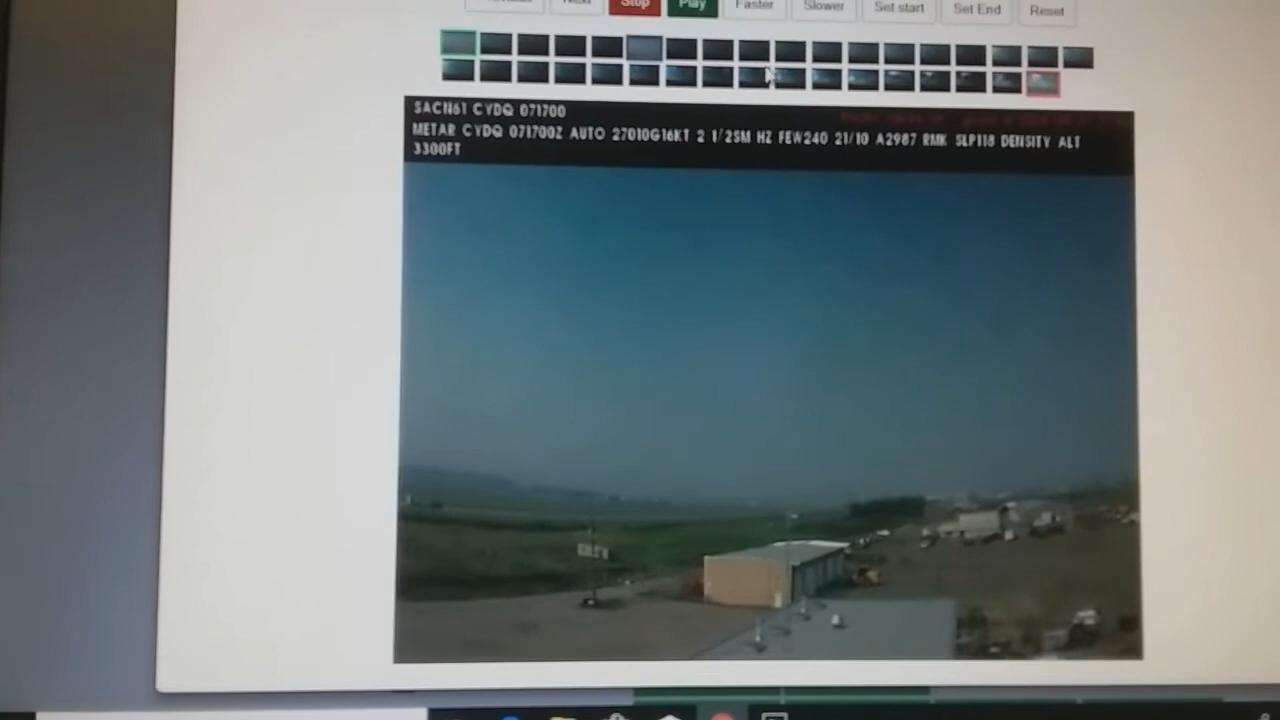 Stop Play Faster Slower Set start Set End Reset
SACN61 CYDQ 071700
METAR CYDQ 071700Z AUTO 27010G16KT 2 1/2SM HZ FEW240 21/10 A2987 RMK SLP118 DENSITY ALT
3300FT